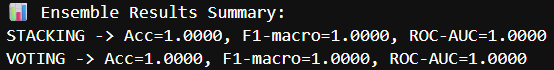 📊 Ensemble Results Summary:
STACKING -> Acc=1.0000, F1-macro=1.0000, ROC-AUC=1.0000
VOTING -> Acc=1.0000, F1-macro=1.0000, ROC-AUC=1.0000